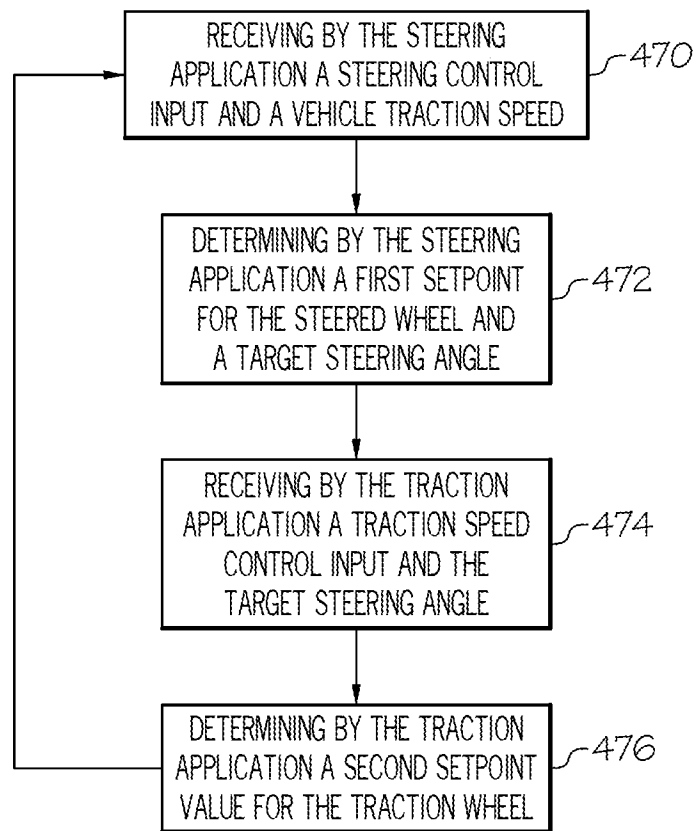 RECEIVING BY THE STEERING
APPLICATION A STEERING CONTROL
INPUT AND A VEHICLE TRACTION SPEED
470
DETERMINING BY THE STEERING
APPLICATION A FIRST SETPOINT
FOR THE STEERED WHEEL AND
A TARGET STEERING ANGLE
472
RECEIVING BY THE TRACTION
APPLICATION A TRACTION SPEED
CONTROL INPUT AND THE
TARGET STEERING ANGLE
474
DETERMINING BY THE TRACTION
APPLICATION A SECOND SETPOINT
VALUE FOR THE TRACTION WHEEL
476